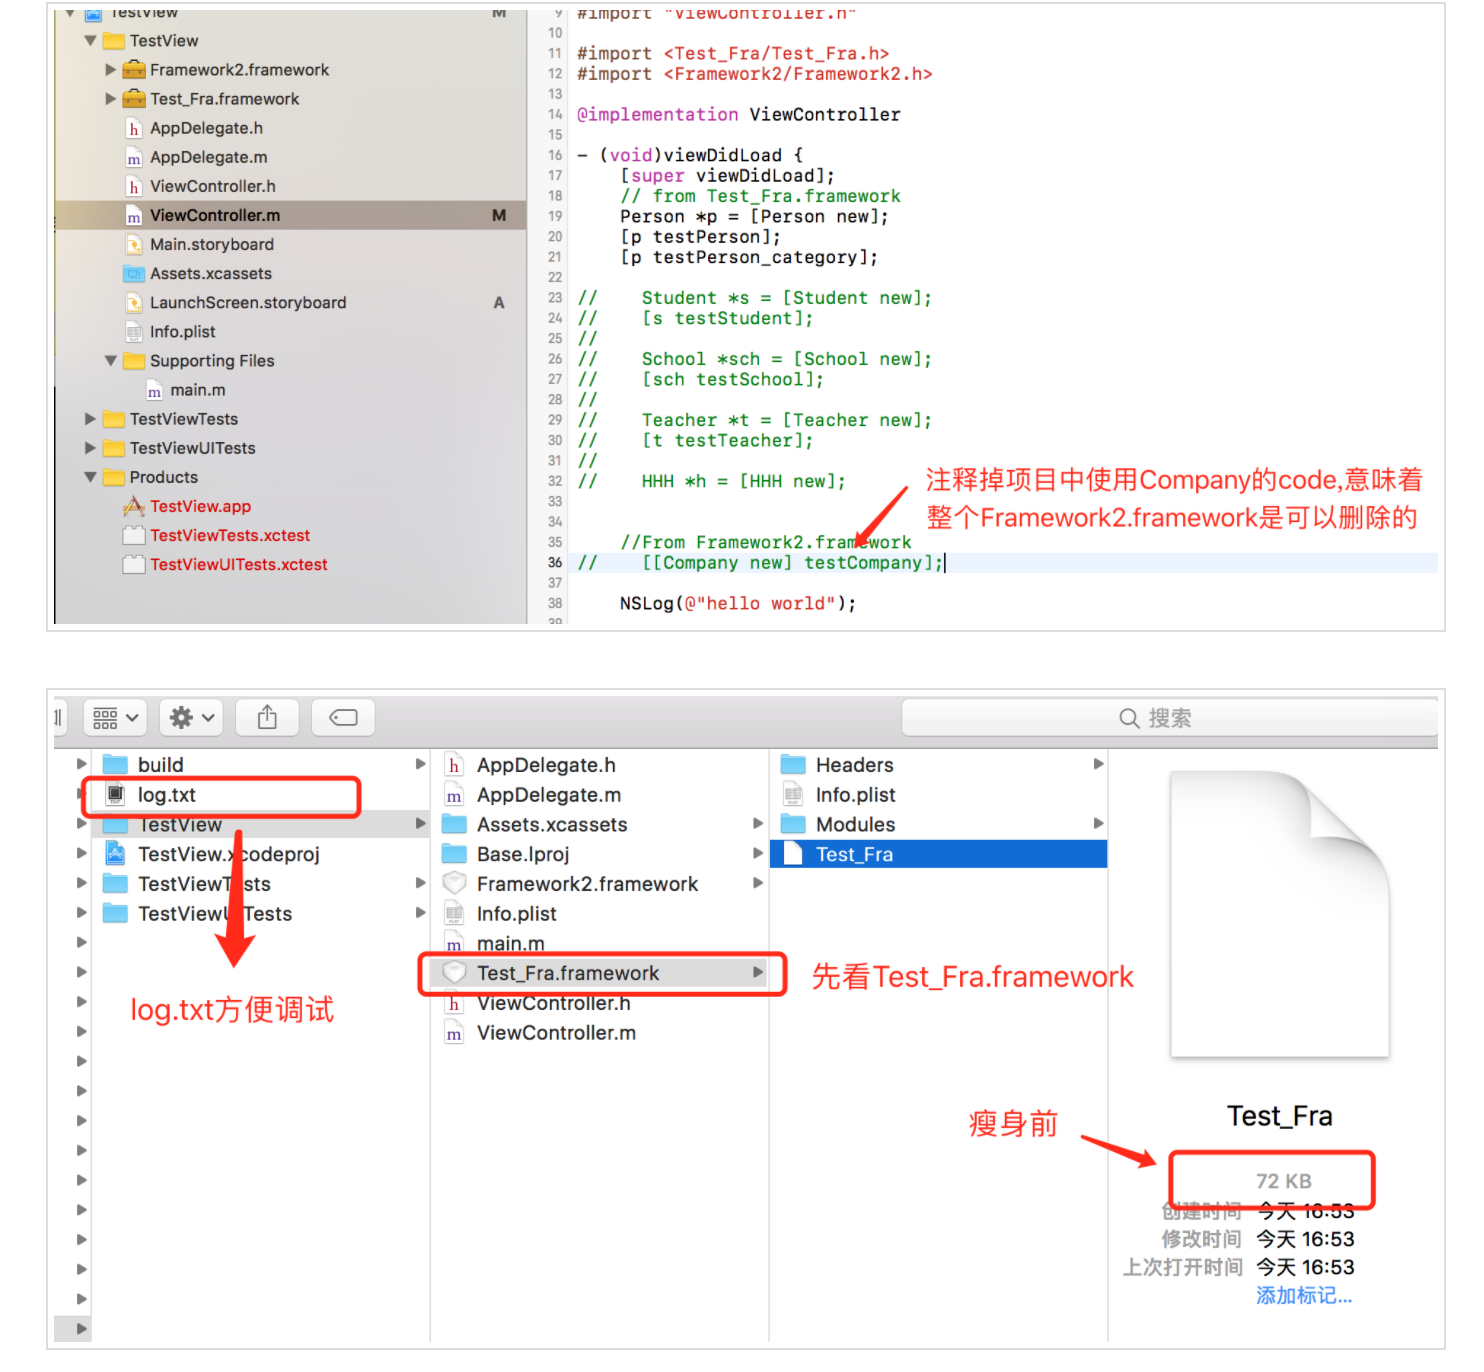 TestView
M
TestView
Framework2.framework
Test_Fra.framework
h AppDelegate.h
m AppDelegate.m
h ViewController.h
m ViewController.m
M
Main.storyboard
Assets.xcassets
LaunchScreen.storyboard
A
Info.plist
Supporting Files
m main.m
TestViewTests
TestViewUITests
Products
TestView.app
TestViewTests.xctest
TestViewUITests.xctest
9 #import "ViewController.h"
10
11 #import <Test_Fra/Test_Fra.h>
12 #import <Framework2/Framework2.h>
13
14 @implementation ViewController
15
16 - (void)viewDidLoad {
17 [super viewDidLoad];
18 // from Test_Fra.framework
19 Person *p = [Person new];
20 [p testPerson];
21 [p testPerson_category];
22
23 // Student *s = [Student new];
24 // [s testStudent];
25 //
26 // School *sch = [School new];
27 // [sch testSchool];
28 //
29 // Teacher *t = [Teacher new];
30 // [t testTeacher];
31 //
32 // HHH *h = [HHH new];
33
34
35 //From Framework2.framework
36 // [[Company new] testCompany];
37
38 NSLog(@"hello world");
39
注释掉项目中使用Company的code,意味着
整个Framework2.framework是可以删除的
搜索
build
log.txt
TestView
TestView.xcodeproj
TestViewTests
TestViewUITests
log.txt方便调试
h AppDelegate.h
m AppDelegate.m
Assets.xcassets
Base.lproj
Framework2.framework
Info.plist
m main.m
Test_Fra.framework
h ViewController.h
m ViewController.m
先看Test_Fra.framework
Headers
Info.plist
Modules
Test_Fra
瘦身前
Test_Fra
72 KB
创建时间 今天 16:53
修改时间 今天 16:53
上次打开时间 今天 16:53
添加标记...